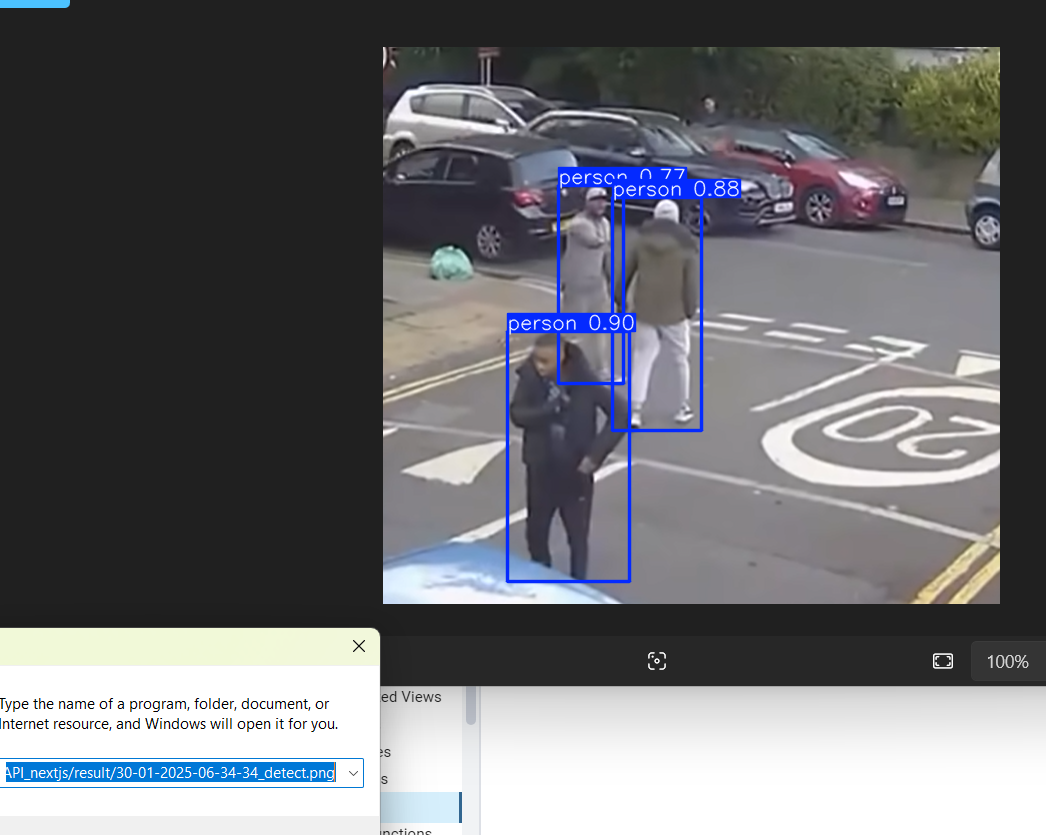 person 0.77
person 0.88
person 0.90
20
100%
ed Views
Type the name of a program, folder, document, or
Internet resource, and Windows will open it for you.
es
API_nextjs/result/30-01-2025-06-34-34_detect.png
s
unctions